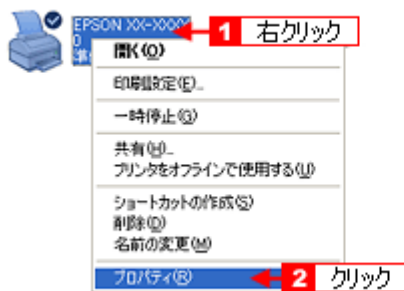 EPSON XX-XXXX
1 右クリック
0
開く(O)
印刷設定(E)...
一時停止(G)
共有(H)...
プリンタをオフラインで使用する(U)
ショートカットの作成(S)
削除(D)
名前の変更(M)
プロパティ(R)
2 クリック